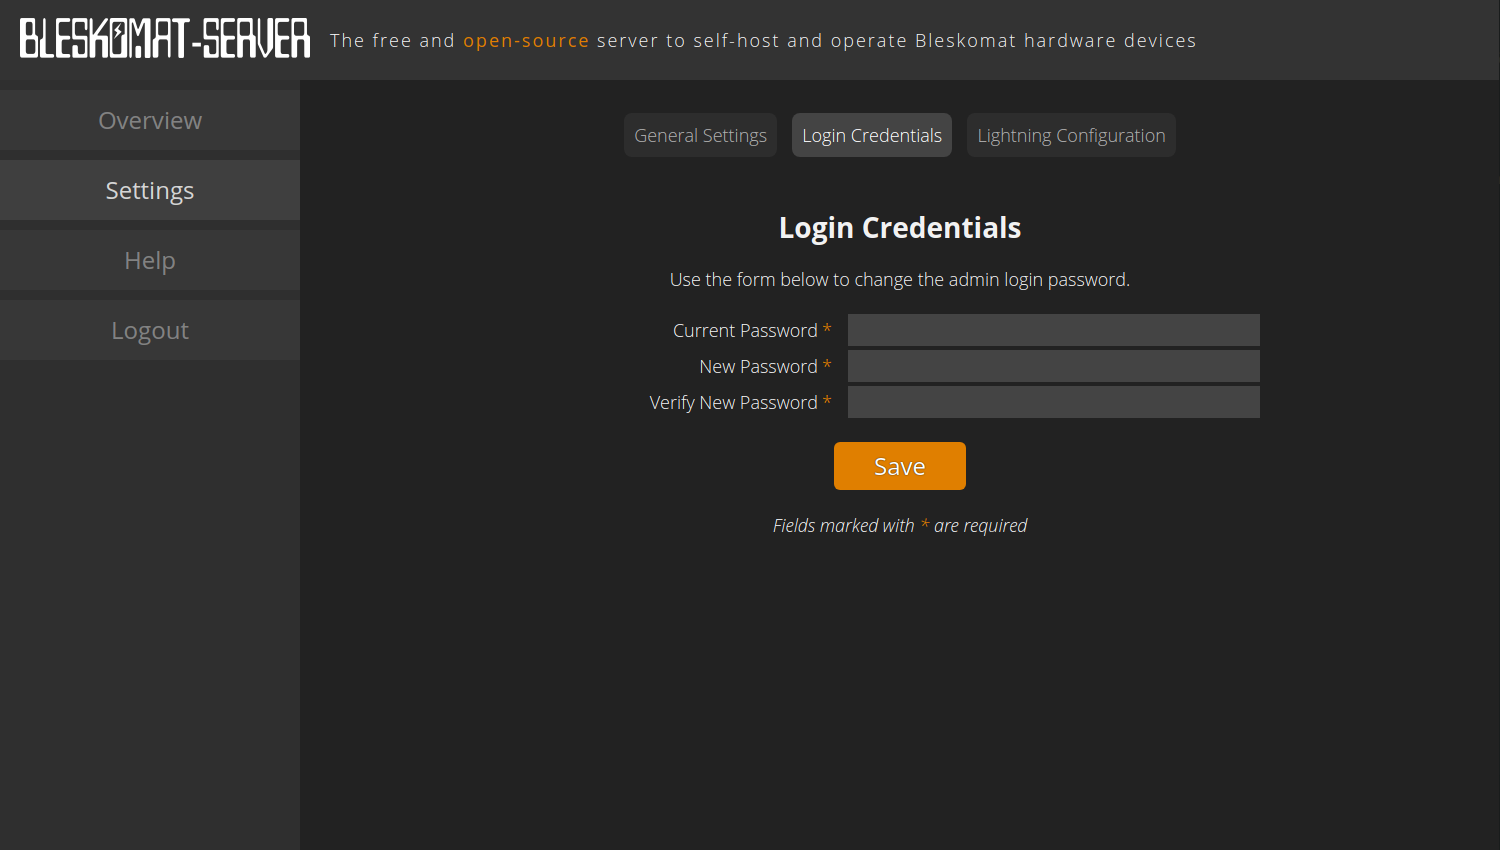 BLESKOMAT-SERVER
The free and open-source server to self-host and operate Bleskomat hardware devices
Overview
Settings
Help
Logout
General Settings
Login Credentials
Lightning Configuration
Login Credentials
Use the form below to change the admin login password.
Current Password *
New Password *
Verify New Password *
Save
Fields marked with * are required